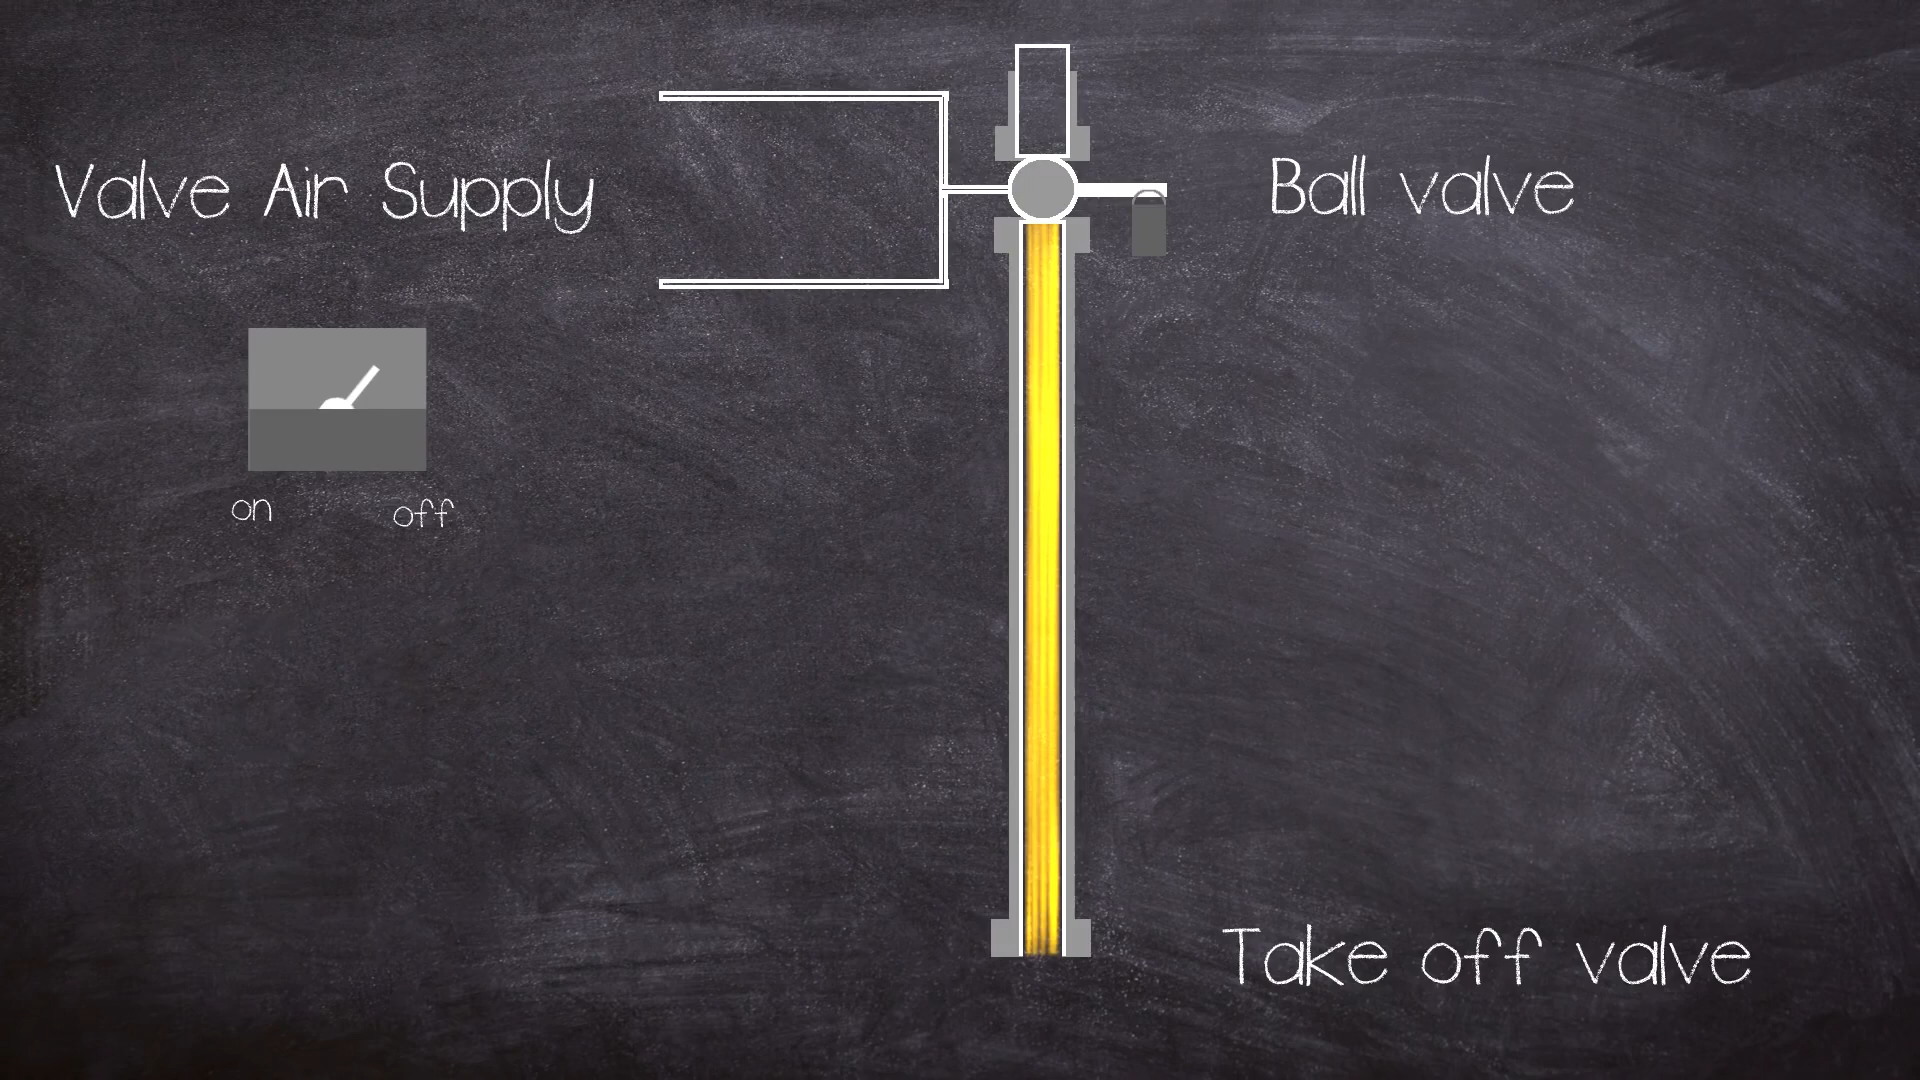 Valve Air Supply
Ball valve
on
off
Take off valve